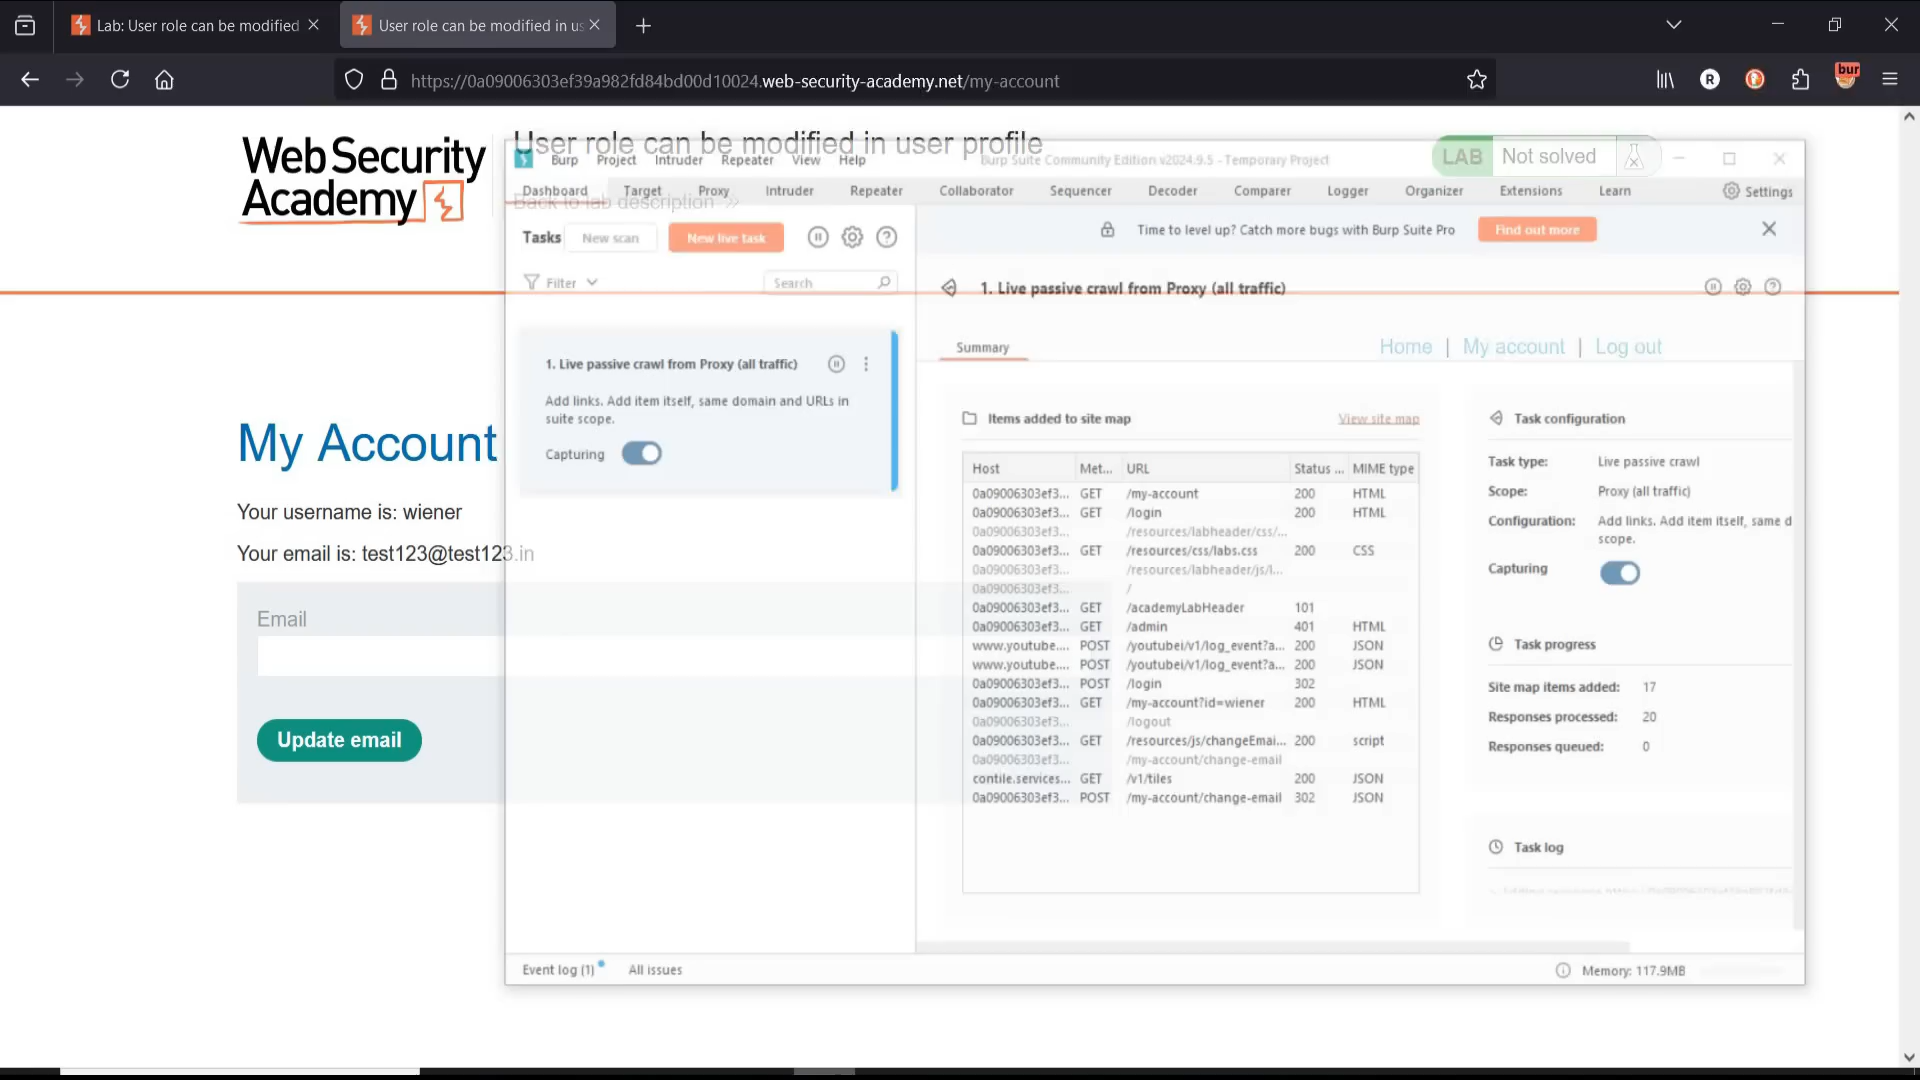 Lab: User role can be modified
User role can be modified in us
https://0a09006303ef39a982fd84bd00d10024.web-security-academy.net/my-account
R
bur
Web Security
Academy
User role can be modified in user profile
Back to lab description
LAB
Not solved
Burp Project Intruder Repeater View Help
Burp Suite Community Edition v2024.9.5 - Temporary Project
Dashboard Target Proxy Intruder Repeater Collaborator Sequencer Decoder Comparer Logger Organizer Extensions Learn
Settings
Tasks
New scan
New live task
Time to level up? Catch more bugs with Burp Suite Pro
Find out more
Filter
Search
1. Live passive crawl from Proxy (all traffic)
Add links. Add item itself, same domain and URLs in
suite scope.
Capturing
1. Live passive crawl from Proxy (all traffic)
Summary
Home | My account | Log out
My Account
Your username is: wiener
Your email is: test123@test123.in
Email
Update email
Items added to site map
View site map
Host Met... URL Status ... MIME type
0a09006303ef3... GET /my-account 200 HTML
0a09006303ef3... GET /login 200 HTML
0a09006303ef3... /resources/labheader/css/...
0a09006303ef3... GET /resources/css/labs.css 200 CSS
0a09006303ef3... /resources/labheader/js/l...
0a09006303ef3... /
0a09006303ef3... GET /academyLabHeader 101
0a09006303ef3... GET /admin 401 HTML
www.youtube.... POST /youtubei/v1/log_event?a... 200 JSON
www.youtube.... POST /youtubei/v1/log_event?a... 200 JSON
0a09006303ef3... POST /login 302
0a09006303ef3... GET /my-account?id=wiener 200 HTML
0a09006303ef3... /logout
0a09006303ef3... GET /resources/js/changeEmai... 200 script
0a09006303ef3... /my-account/change-email
contile.services... GET /v1/tiles 200 JSON
0a09006303ef3... POST /my-account/change-email 302 JSON
Task configuration
Task type: Live passive crawl
Scope: Proxy (all traffic)
Configuration: Add links. Add item itself, same d
scope.
Capturing
Task progress
Site map items added: 17
Responses processed: 20
Responses queued: 0
Task log
Event log (1)
All issues
Memory: 117.9MB